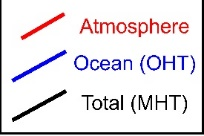 Atmosphere
Ocean (OHT)
Total (MHT)